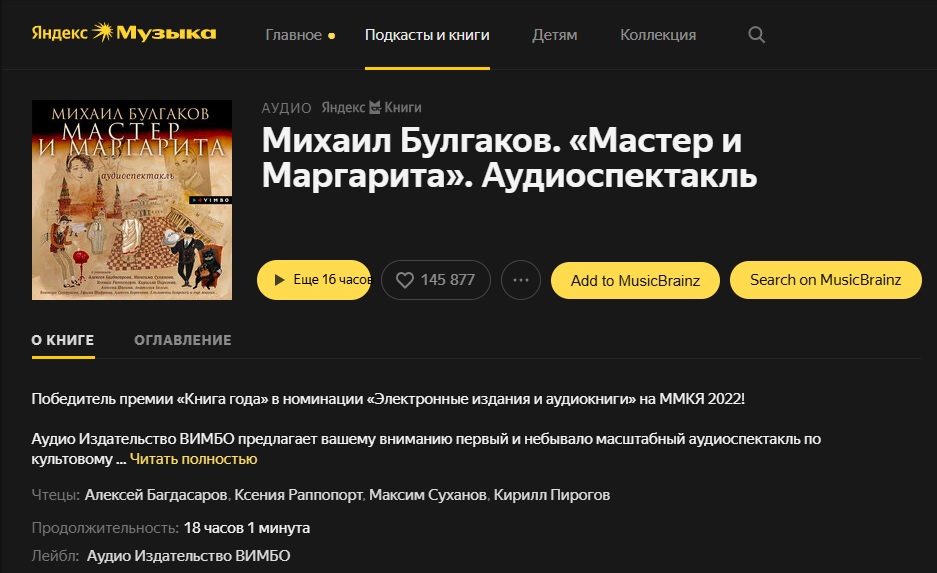 Яндекс Музыка
Главное
Подкасты и книги
Детям
Коллекция
МИХАИЛ БУЛГАКОВ
МАСТЕР
И МАРГАРИТА
аудиоспектакль
VIMBO
АУДИО Яндекс Книги
Михаил Булгаков. «Мастер и
Маргарита». Аудиоспектакль
Еще 16 часов
145 877
...
Add to MusicBrainz
Search on MusicBrainz
О КНИГЕ
ОГЛАВЛЕНИЕ
Победитель премии «Книга года» в номинации «Электронные издания и аудиокниги» на ММКЯ 2022!
Аудио Издательство ВИМБО предлагает вашему вниманию первый и небывало масштабный аудиоспектакль по
культовому ... Читать полностью
Чтецы: Алексей Багдасаров, Ксения Раппопорт, Максим Суханов, Кирилл Пирогов
Продолжительность: 18 часов 1 минута
Лейбл: Аудио Издательство ВИМБО